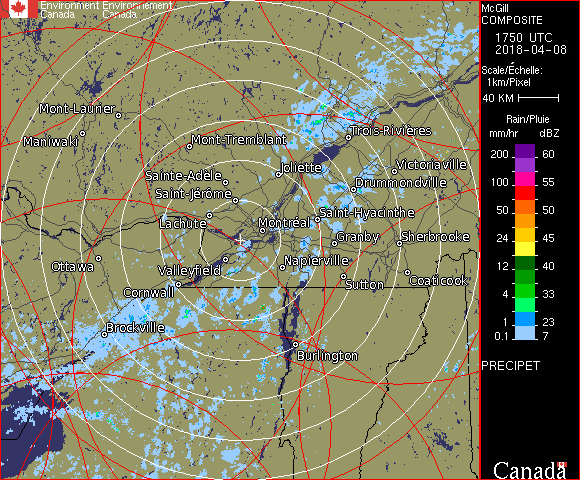 Environment Environnement
Canada Canada
McGill
COMPOSITE
1750 UTC
2018-04-08
Scale/Échelle:
1km/Pixel
40 KM
Rain/Pluie
mm/hr dBZ
200 60
100 55
50 50
24 45
12 40
4 33
1 23
0.1 7
PRECIPET
Canada
Mont-Laurier
Maniwaki
Mont-Tremblant
Trois-Rivières
Joliette
Victoriaville
Sainte-Adèle
Drummondville
Saint-Jérôme
Saint-Hyacinthe
Lachute
Montréal
Granby
Sherbrooke
Ottawa
Valleyfield
Napierville
Sutton
Coaticook
Cornwall
Brockville
Burlington